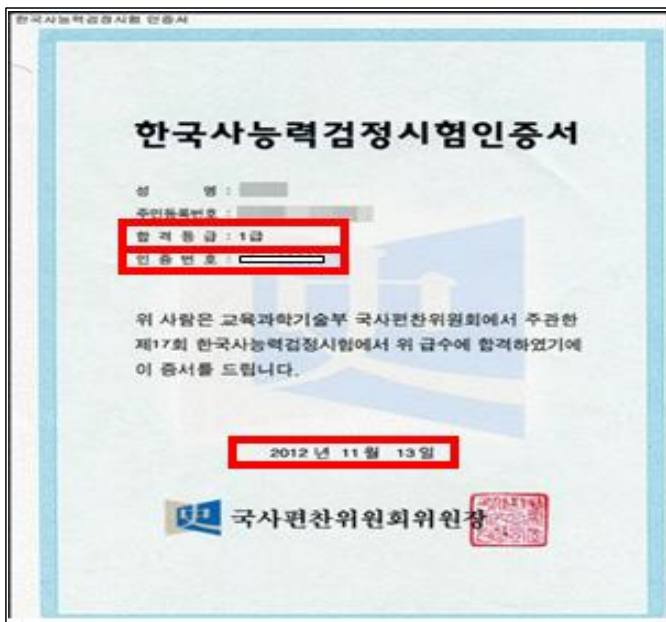 한국사능력검정시험 인증서
한국사능력검정시험인증서
성 명 :
주민등록번호 :
합 격 등 급 : 1급
인 증 번 호 :
위 사람은 교육과학기술부 국사편찬위원회에서 주관한
제17회 한국사능력검정시험에서 위 급수에 합격하였기에
이 증서를 드립니다.
2012 년 11 월 13 일
국사편찬위원회위원장